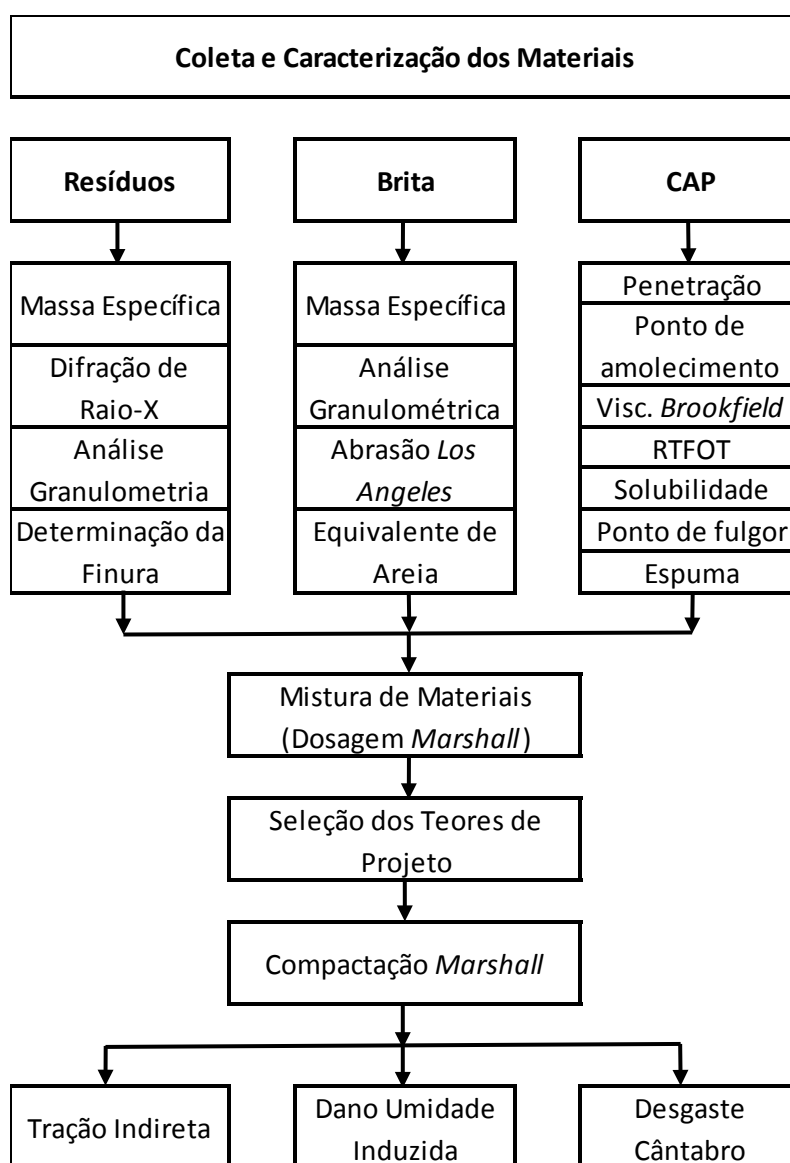 Coleta e Caracterização dos Materiais
Resíduos
Brita
CAP
Massa Específica
Difração de
Raio-X
Análise
Granulometria
Determinação da
Finura
Massa Específica
Análise
Granulométrica
Abrasão Los
Angeles
Equivalente de
Areia
Penetração
Ponto de
amolecimento
Visc. Brookfield
RTFOT
Solubilidade
Ponto de fulgor
Espuma
Mistura de Materiais
(Dosagem Marshall)
Seleção dos Teores de
Projeto
Compactação Marshall
Tração Indireta
Dano Umidade
Induzida
Desgaste
Cântabro